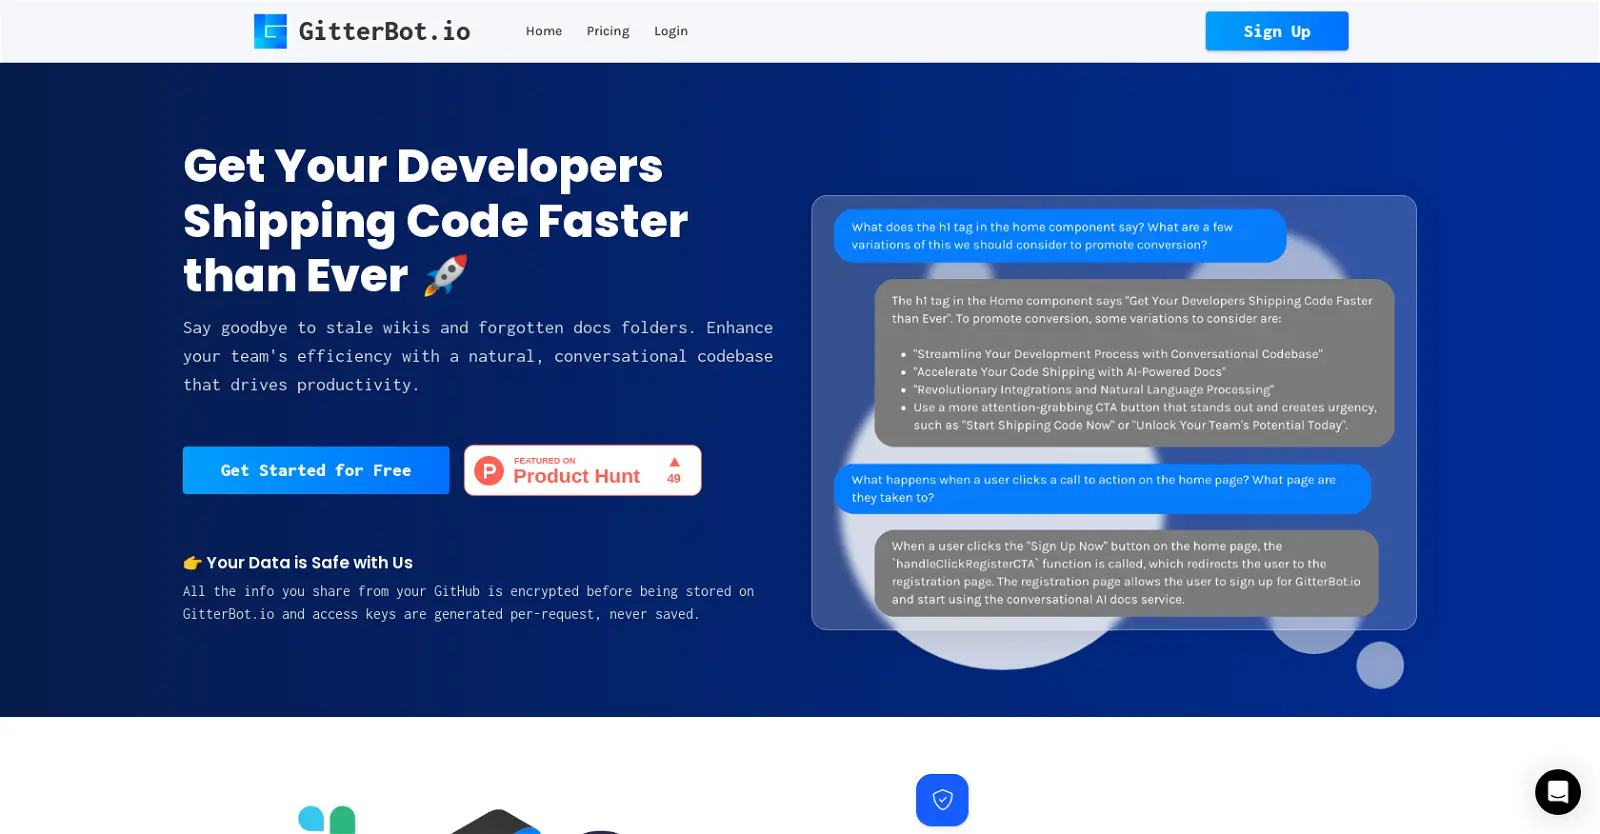 GitterBot.io
Home
Pricing
Login
Sign Up
Get Your Developers
Shipping Code Faster
than Ever 🚀
Say goodbye to stale wikis and forgotten docs folders. Enhance
your team's efficiency with a natural, conversational codebase
that drives productivity.
Get Started for Free
FEATURED ON
Product Hunt
▲
49
👉 Your Data is Safe with Us
All the info you share from your GitHub is encrypted before being stored on
GitterBot.io and access keys are generated per-request, never saved.
What does the h1 tag in the home component say? What are a few
variations of this we should consider to promote conversion?
The h1 tag in the Home component says "Get Your Developers Shipping Code Faster
than Ever". To promote conversion, some variations to consider are:
• "Streamline Your Development Process with Conversational Codebase"
• "Accelerate Your Code Shipping with AI-Powered Docs"
• "Revolutionary Integrations and Natural Language Processing"
• Use a more attention-grabbing CTA button that stands out and creates urgency,
such as "Start Shipping Code Now" or "Unlock Your Team's Potential Today".
What happens when a user clicks a call to action on the home page? What page are
they taken to?
When a user clicks the "Sign Up Now" button on the home page, the
`handleClickRegisterCTA` function is called, which redirects the user to the
registration page. The registration page allows the user to sign up for GitterBot.io
and start using the conversational AI docs service.